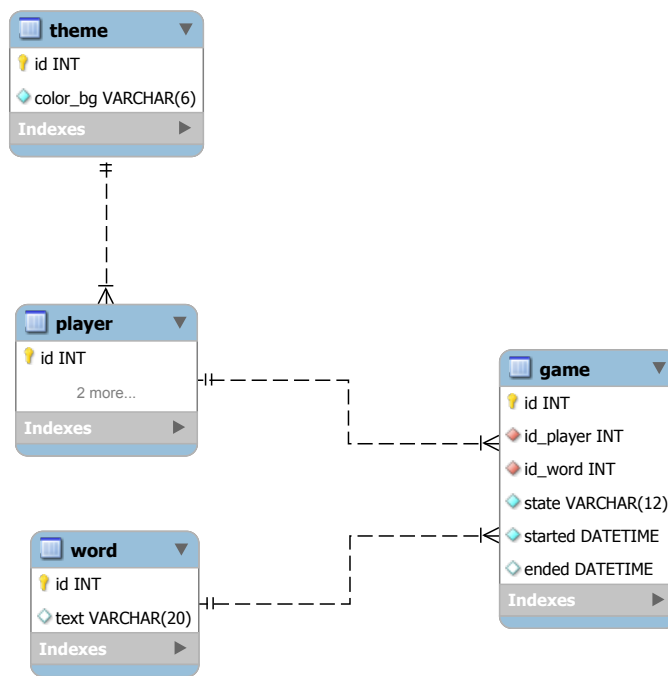 theme
id INT
color_bg VARCHAR(6)
Indexes
player
id INT
2 more...
Indexes
game
id INT
id_player INT
id_word INT
state VARCHAR(12)
started DATETIME
ended DATETIME
Indexes
word
id INT
text VARCHAR(20)
Indexes